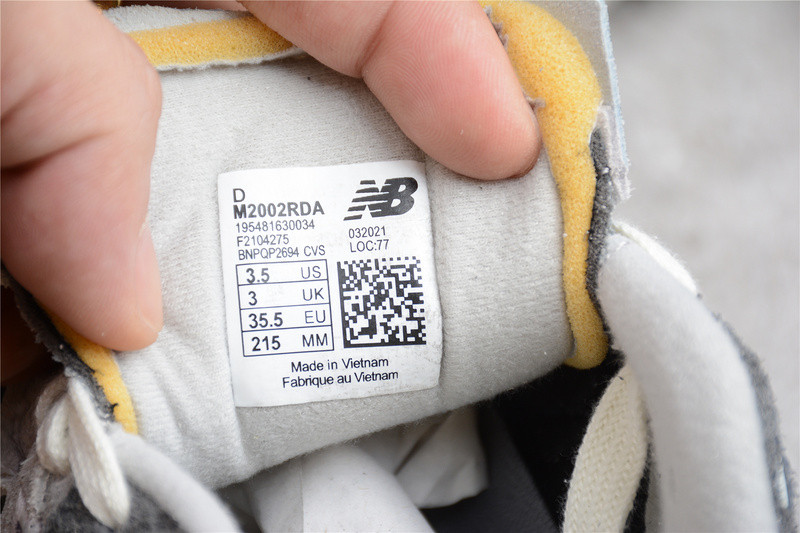 D
M2002RDA
195481630034
F2104275
BNPQP2694 CVS
NB
032021
LOC:77
3.5 US
3 UK
35.5 EU
215 MM
Made in Vietnam
Fabrique au Vietnam